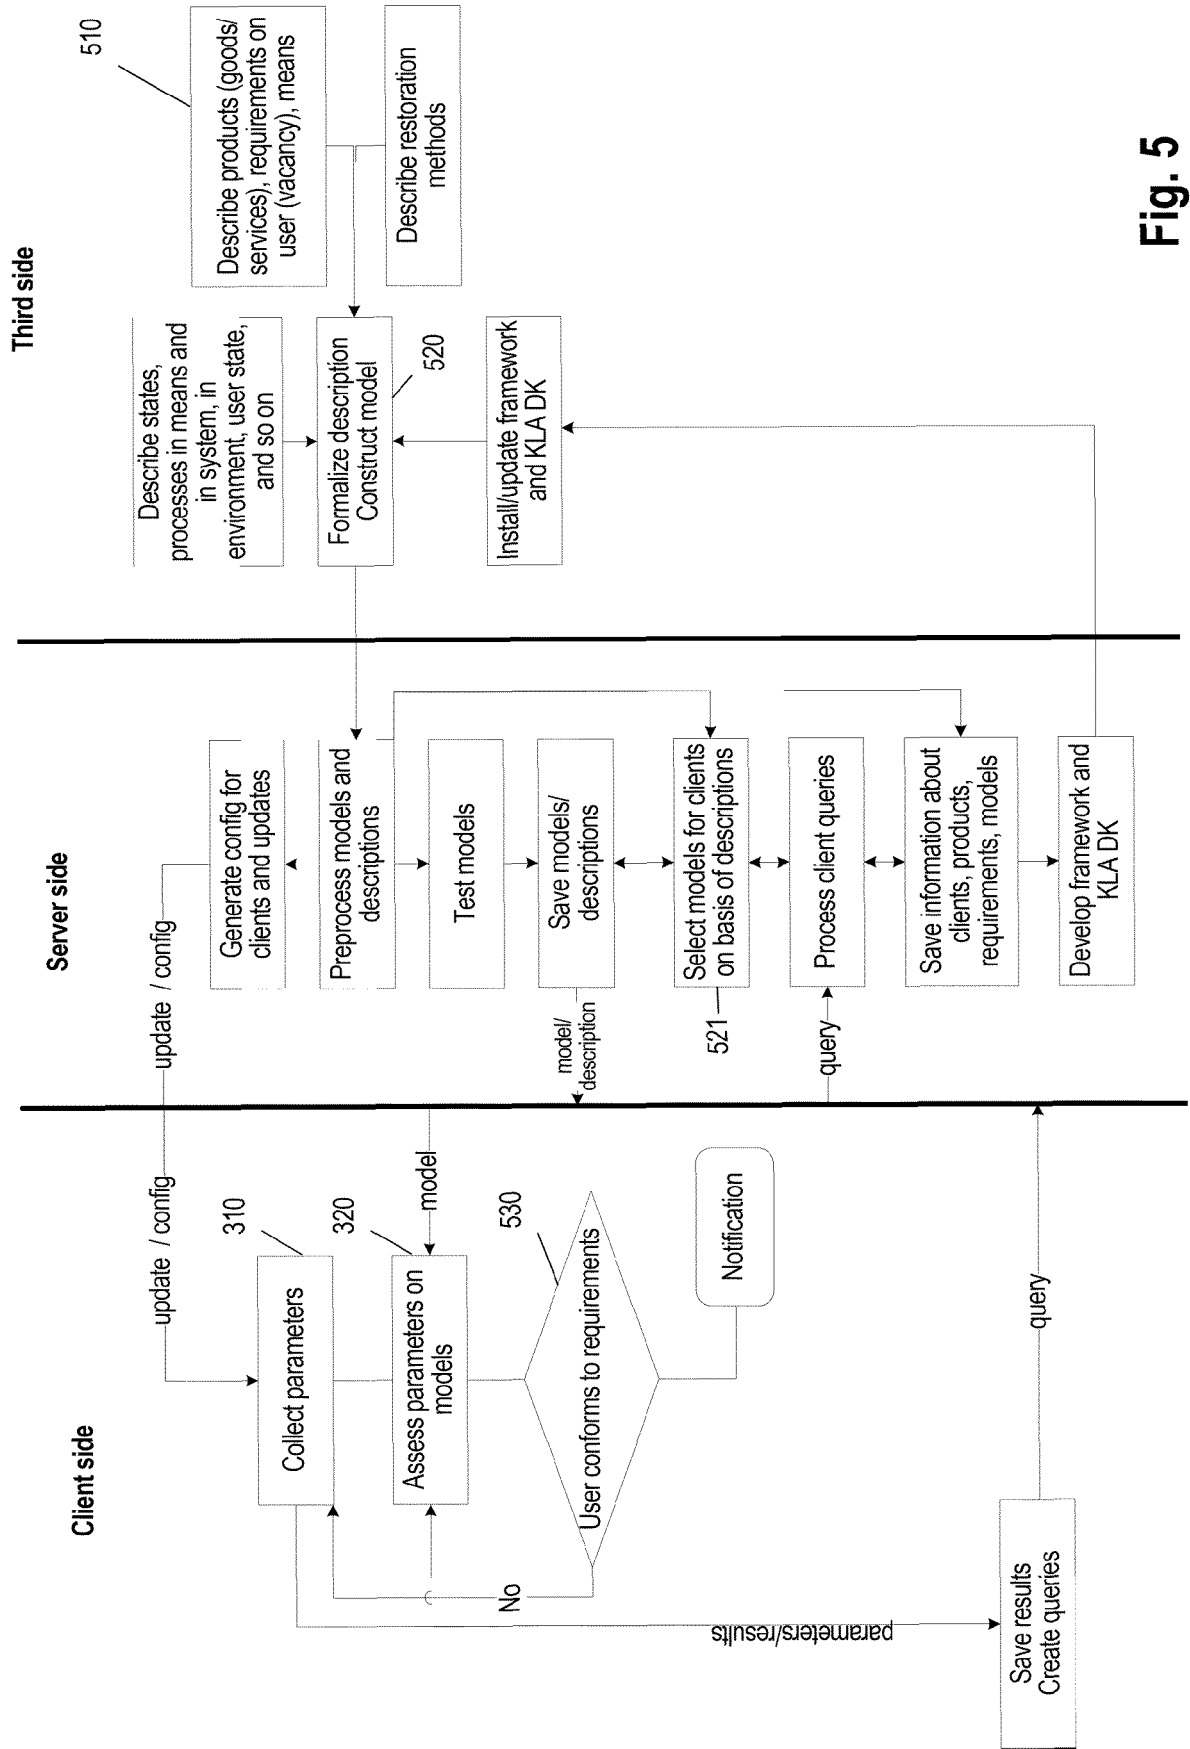 Client side
Server side
Third side
update / config
Collect parameters
310
Assess parameters on
models
320
model
User conforms to requirements
530
No
Notification
parameters/results
Save results
Create queries
query
update / config
Generate config for
clients and updates
Preprocess models and
descriptions
Test models
Save models/
descriptions
model/
description
Select models for clients
on basis of descriptions
521
Process client queries
query
Save information about
clients, products,
requirements, models
Develop framework and
KLA DK
Describe states,
processes in means and
in system, in
environment, user state,
and so on
Formalize description
Construct model
520
Install/update framework
and KLA DK
510
Describe products (goods/
services), requirements on
user (vacancy), means
Describe restoration
methods
Fig. 5